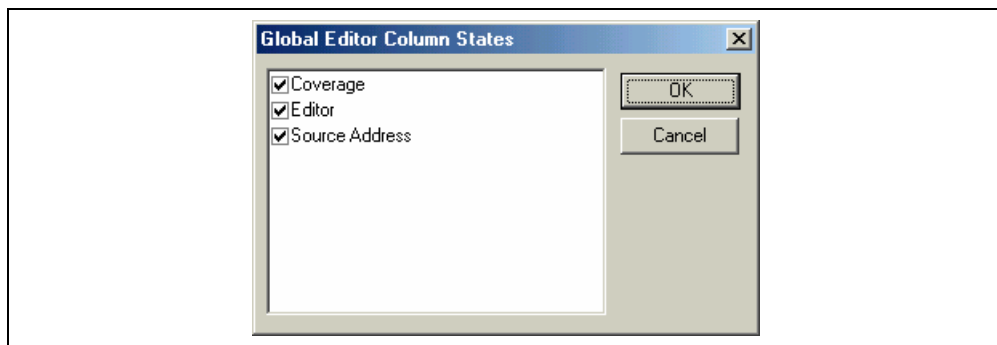 Global Editor Column States
Coverage
Editor
Source Address
OK
Cancel